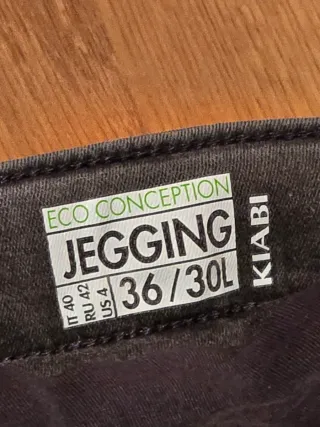 ECO CONCEPTION
JEGGING
IT 40
RU 42
US 4
36/30L
KIABI